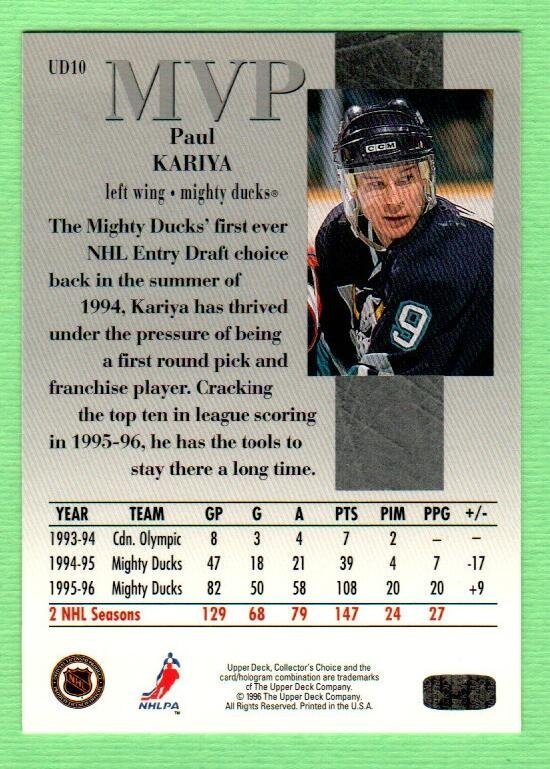 UD10
MVP
Paul
KARIYA
left wing • mighty ducks®
The Mighty Ducks' first ever
NHL Entry Draft choice
back in the summer of
1994, Kariya has thrived
under the pressure of being
a first round pick and
franchise player. Cracking
the top ten in league scoring
in 1995-96, he has the tools to
stay there a long time.
CCM
9
YEAR TEAM GP G A PTS PIM PPG +/-
1993-94 Cdn. Olympic 8 3 4 7 2 – –
1994-95 Mighty Ducks 47 18 21 39 4 7 -17
1995-96 Mighty Ducks 82 50 58 108 20 20 +9
2 NHL Seasons 129 68 79 147 24 27
NHL
NHLPA™
Upper Deck, Collector's Choice and the
card/hologram combination are trademarks
of The Upper Deck Company.
© 1996 The Upper Deck Company.
All Rights Reserved. Printed in the U.S.A.